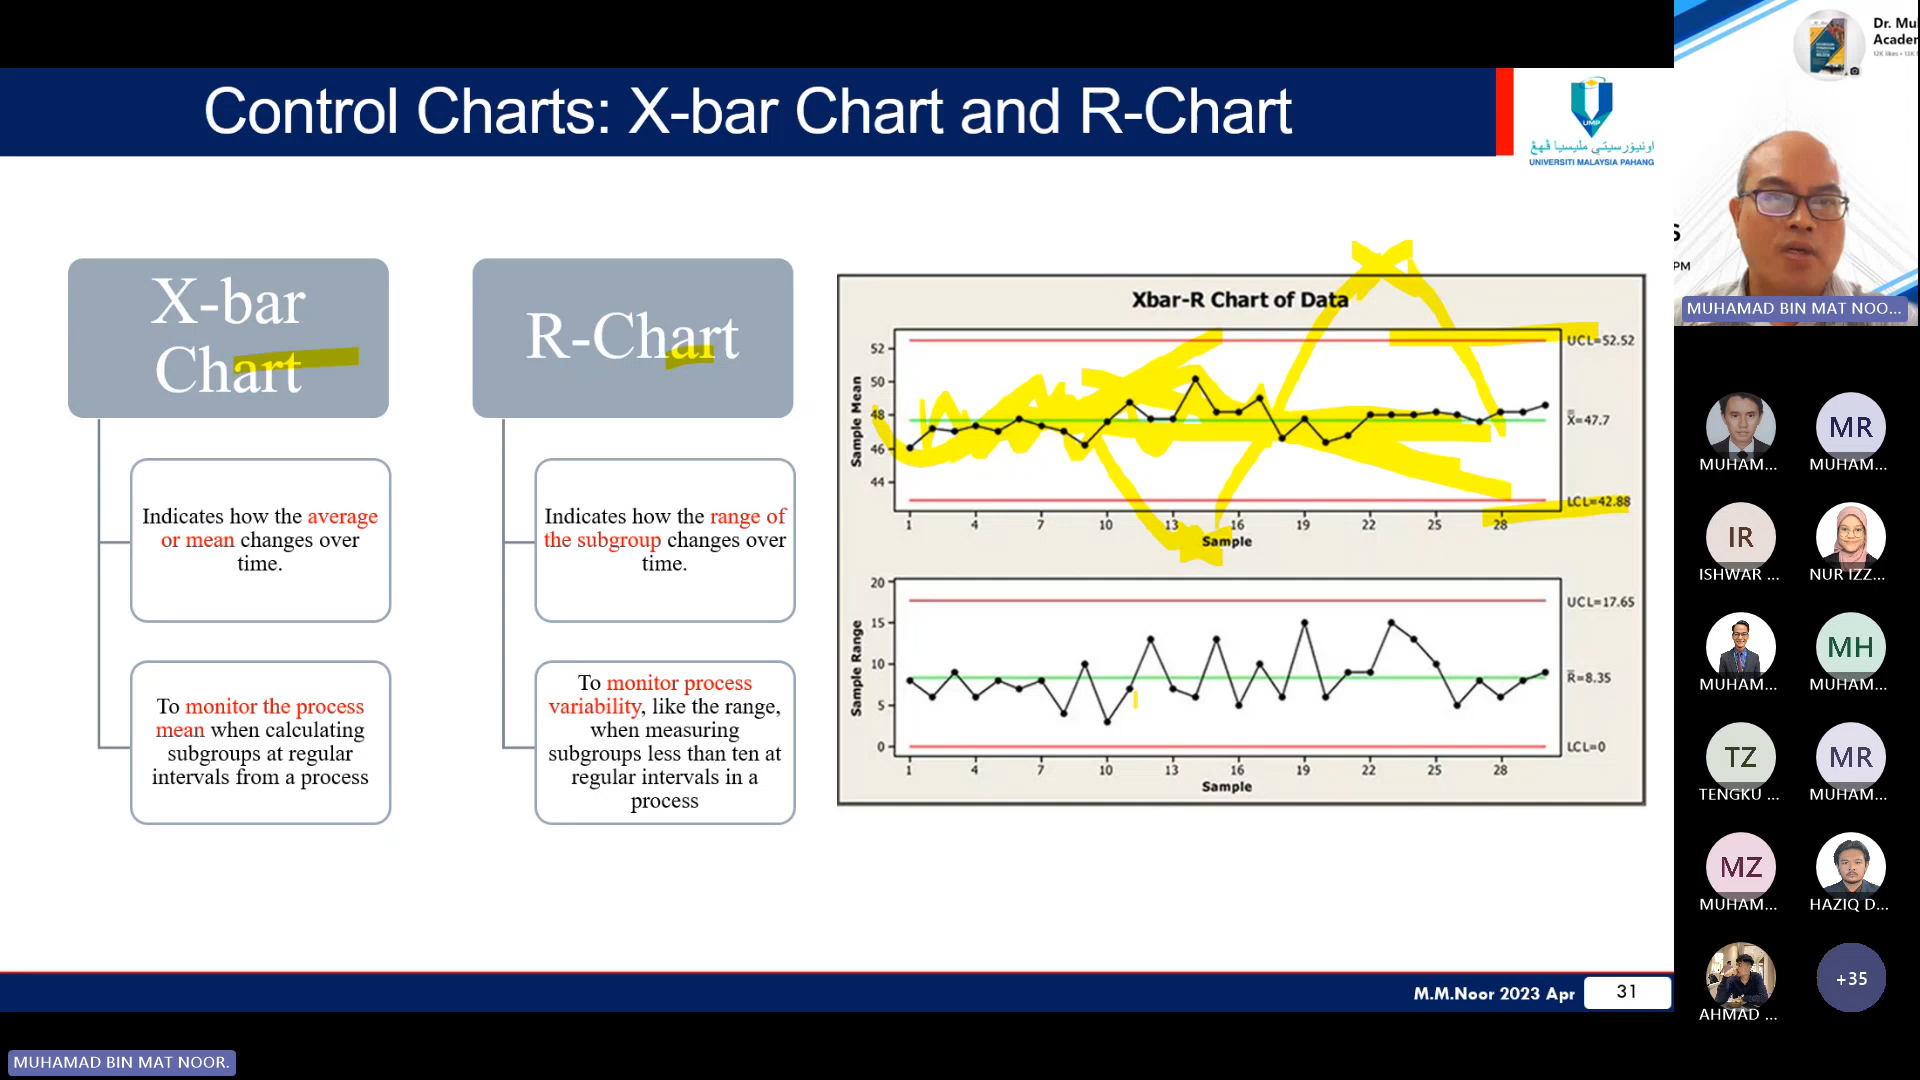 Control Charts: X-bar Chart and R-Chart
UMP
اونيۏرسيتي مليسيا ڤهڠ
UNIVERSITI MALAYSIA PAHANG
X-bar
Chart
Indicates how the average
or mean changes over
time.
To monitor the process
mean when calculating
subgroups at regular
intervals from a process
R-Chart
Indicates how the range of
the subgroup changes over
time.
To monitor process
variability, like the range,
when measuring
subgroups less than ten at
regular intervals in a
process
Xbar-R Chart of Data
Sample Mean
52
50
48
46
44
UCL=52.52
X̿=47.7
LCL=42.88
1 4 7 10 13 16 19 22 25 28
Sample
Sample Range
20
15
10
5
0
UCL=17.65
R̅=8.35
LCL=0
1 4 7 10 13 16 19 22 25 28
Sample
M.M.Noor 2023 Apr
31
MUHAMAD BIN MAT NOOR.
Dr. Mu
Acader
S
PM
MUHAMAD BIN MAT NOO...
MUHAM...
MR
MUHAM...
IR
ISHWAR ...
NUR IZZ...
MUHAM...
MH
MUHAM...
TZ
TENGKU ...
MR
MUHAM...
MZ
MUHAM...
HAZIQ D...
AHMAD ...
+35